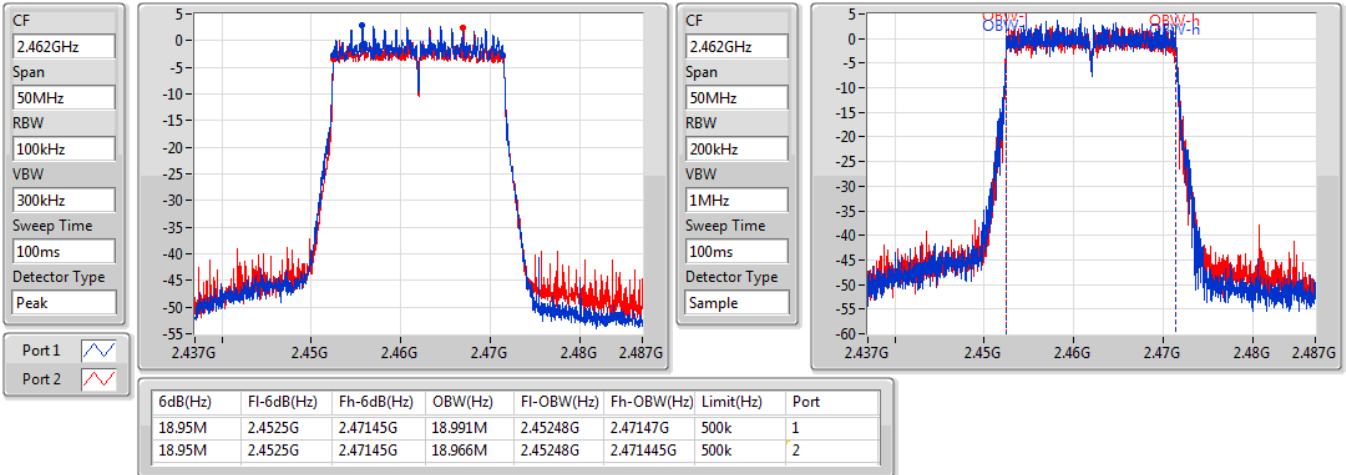 CF
2.462GHz
Span
50MHz
RBW
100kHz
VBW
300kHz
Sweep Time
100ms
Detector Type
Peak
Port 1
Port 2
5
0
-5
-10
-15
-20
-25
-30
-35
-40
-45
-50
-55
2.437G 2.45G 2.46G 2.47G 2.48G 2.487G
CF
2.462GHz
Span
50MHz
RBW
200kHz
VBW
1MHz
Sweep Time
100ms
Detector Type
Sample
5
0
-5
-10
-15
-20
-25
-30
-35
-40
-45
-50
-55
-60
OBW-l OBW-h
OBW-l OBW-h
2.437G 2.45G 2.46G 2.47G 2.48G 2.487G
6dB(Hz) Fl-6dB(Hz) Fh-6dB(Hz) OBW(Hz) Fl-OBW(Hz) Fh-OBW(Hz) Limit(Hz) Port
18.95M 2.4525G 2.47145G 18.991M 2.45248G 2.47147G 500k 1
18.95M 2.4525G 2.47145G 18.966M 2.45248G 2.471445G 500k 2